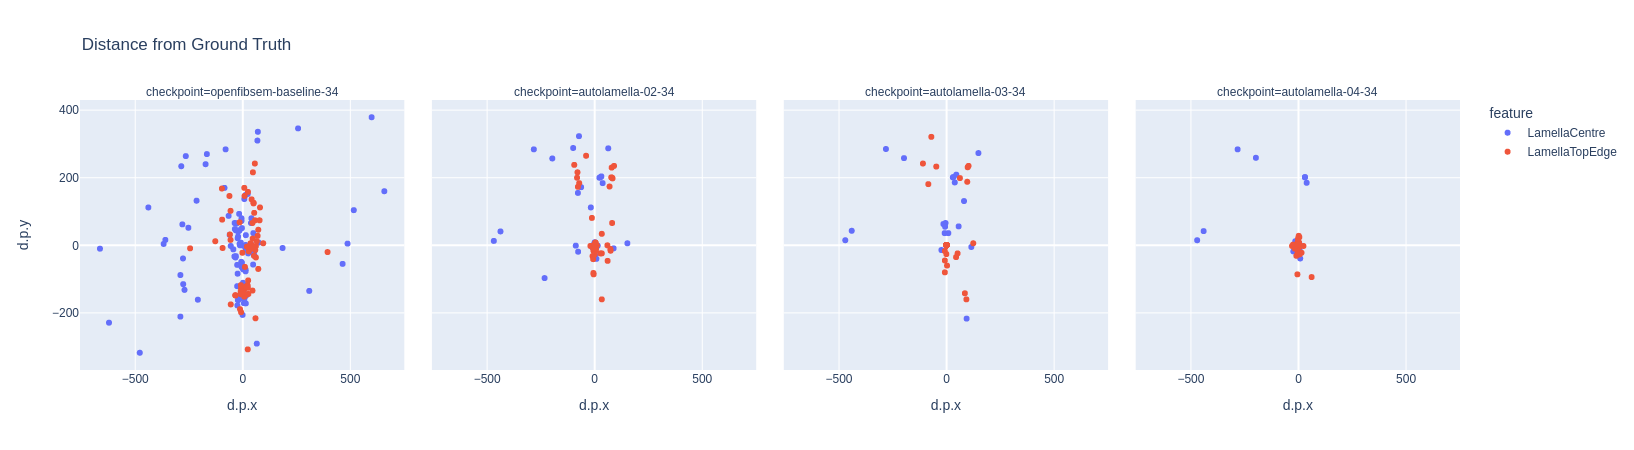 Distance from Ground Truth
checkpoint=openfibsem-baseline-34
checkpoint=autolamella-02-34
checkpoint=autolamella-03-34
checkpoint=autolamella-04-34
feature
LamellaCentre
LamellaTopEdge
400
200
0
−200
d.p.y
−500 0 500
−500 0 500
−500 0 500
−500 0 500
d.p.x
d.p.x
d.p.x
d.p.x